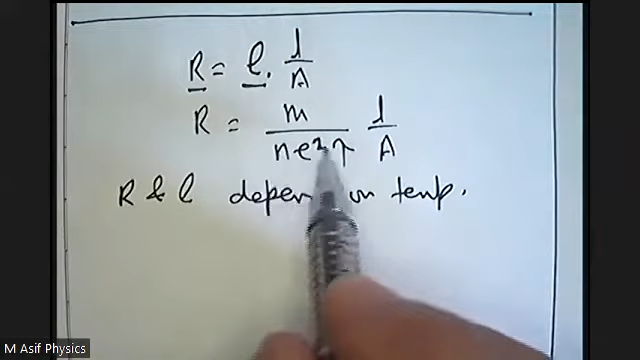 R = ρ. l/A
R = m/ne²τ l/A
R & ρ depen on temp.
M Asif Physics